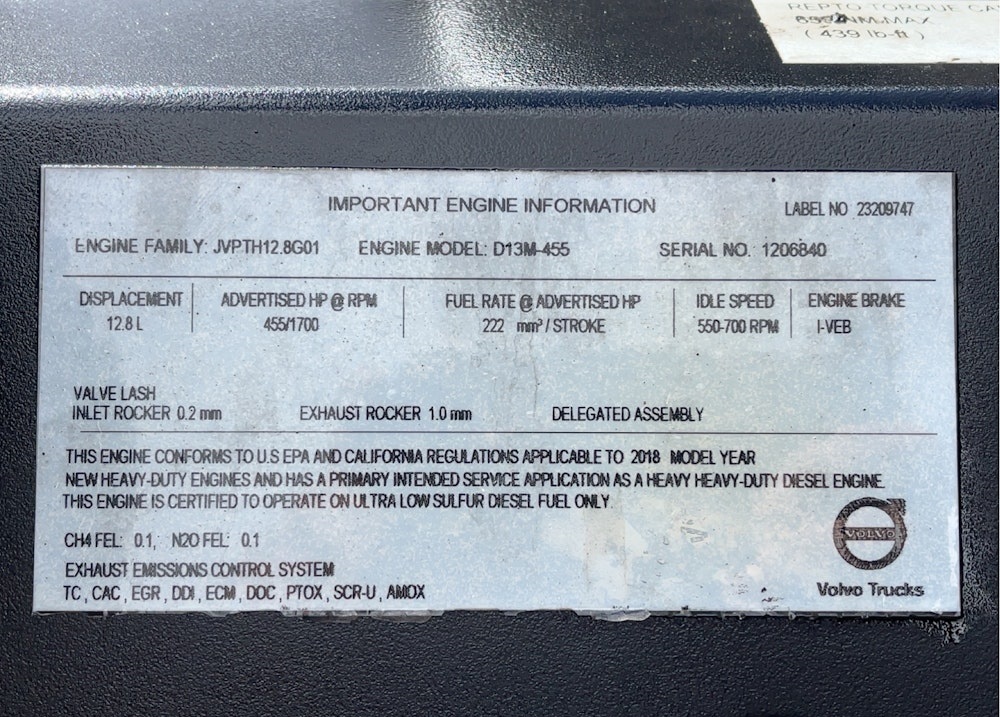 REPTO TORQUE CA
NM.MAX
( 439 lb-ft )
IMPORTANT ENGINE INFORMATION
LABEL NO 23209747
ENGINE FAMILY: JVPTH12.8G01 ENGINE MODEL: D13M-455 SERIAL NO. 1206840
DISPLACEMENT ADVERTISED HP @ RPM FUEL RATE @ ADVERTISED HP IDLE SPEED ENGINE BRAKE
12.8 L 455/1700 222 mm³ / STROKE 550-700 RPM I-VEB
VALVE LASH
INLET ROCKER 0.2 mm EXHAUST ROCKER 1.0 mm DELEGATED ASSEMBLY
THIS ENGINE CONFORMS TO U.S EPA AND CALIFORNIA REGULATIONS APPLICABLE TO 2018 MODEL YEAR
NEW HEAVY-DUTY ENGINES AND HAS A PRIMARY INTENDED SERVICE APPLICATION AS A HEAVY HEAVY-DUTY DIESEL ENGINE.
THIS ENGINE IS CERTIFIED TO OPERATE ON ULTRA LOW SULFUR DIESEL FUEL ONLY.
CH4 FEL: 0.1, N2O FEL: 0.1
EXHAUST EMISSIONS CONTROL SYSTEM
TC , CAC , EGR , DDI , ECM , DOC , PTOX , SCR-U , AMOX
VOLVO
Volvo Trucks